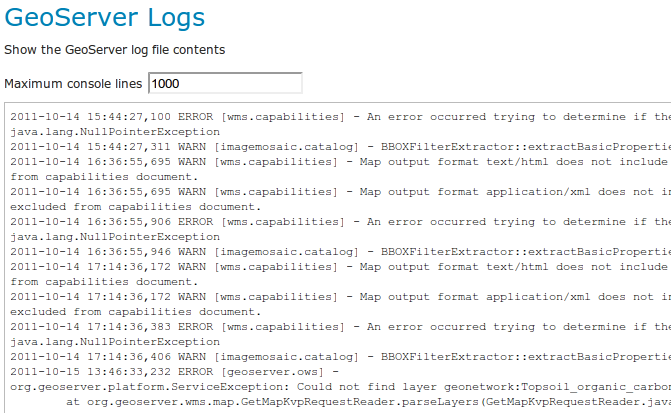 GeoServer Logs
Show the GeoServer log file contents
Maximum console lines 1000
2011-10-14 15:44:27,100 ERROR [wms.capabilities] - An error occurred trying to determine if the
java.lang.NullPointerException
2011-10-14 15:44:27,311 WARN [imagemosaic.catalog] - BBOXFilterExtractor::extractBasicProperti
2011-10-14 16:36:55,695 WARN [wms.capabilities] - Map output format text/html does not include
from capabilities document.
2011-10-14 16:36:55,695 WARN [wms.capabilities] - Map output format application/xml does not i
excluded from capabilities document.
2011-10-14 16:36:55,906 ERROR [wms.capabilities] - An error occurred trying to determine if the
java.lang.NullPointerException
2011-10-14 16:36:55,946 WARN [imagemosaic.catalog] - BBOXFilterExtractor::extractBasicProperti
2011-10-14 17:14:36,172 WARN [wms.capabilities] - Map output format text/html does not include
from capabilities document.
2011-10-14 17:14:36,172 WARN [wms.capabilities] - Map output format application/xml does not i
excluded from capabilities document.
2011-10-14 17:14:36,383 ERROR [wms.capabilities] - An error occurred trying to determine if the
java.lang.NullPointerException
2011-10-14 17:14:36,406 WARN [imagemosaic.catalog] - BBOXFilterExtractor::extractBasicProperti
2011-10-15 13:46:33,232 ERROR [geoserver.ows] -
org.geoserver.platform.ServiceException: Could not find layer geonetwork:Topsoil_organic_carbo
at org.geoserver.wms.map.GetMapKvpRequestReader.parseLayers(GetMapKvpRequestReader.java